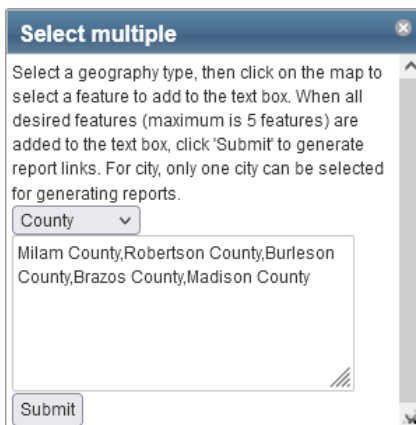 Select multiple
Select a geography type, then click on the map to
select a feature to add to the text box. When all
desired features (maximum is 5 features) are
added to the text box, click 'Submit' to generate
report links. For city, only one city can be selected
for generating reports.
County
Milam County,Robertson County,Burleson
County,Brazos County,Madison County
Submit